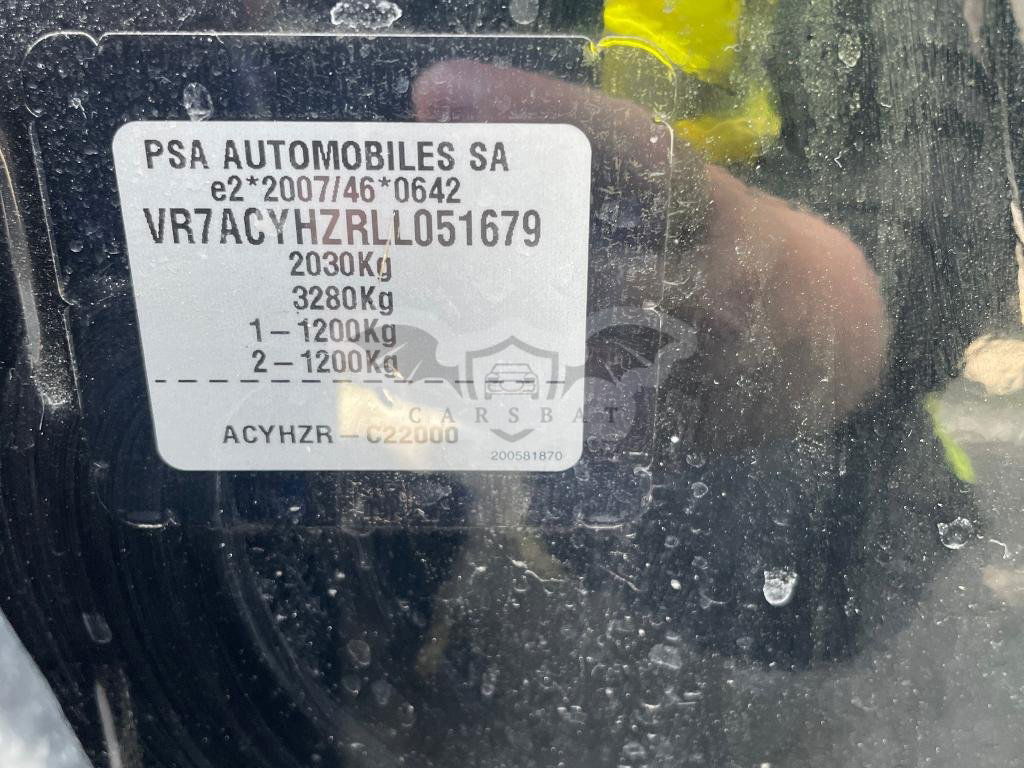 PSA AUTOMOBILES SA
e2*2007/46*0642
VR7ACYHZRLL051679
2030Kg
3280Kg
1-1200Kg
2-1200Kg
CARSBAT
ACYHZR-C22000
200581870